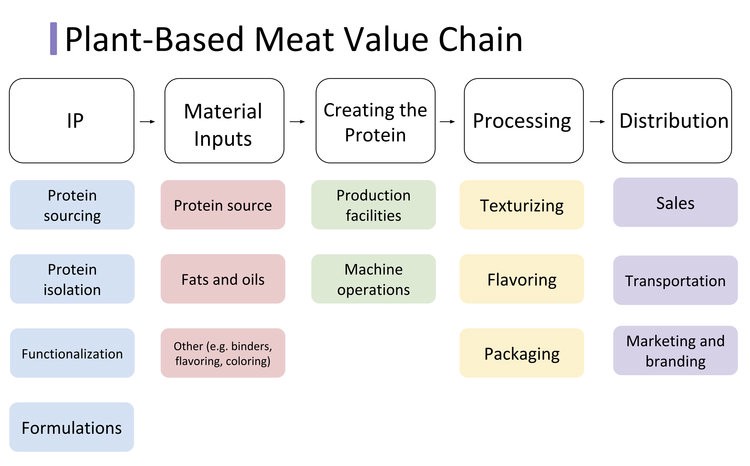 Plant-Based Meat Value Chain
IP
Material
Inputs
Creating the
Protein
Processing
Distribution
Protein
sourcing
Protein
isolation
Functionalization
Formulations
Protein source
Fats and oils
Other (e.g. binders,
flavoring, coloring)
Production
facilities
Machine
operations
Texturizing
Flavoring
Packaging
Sales
Transportation
Marketing and
branding